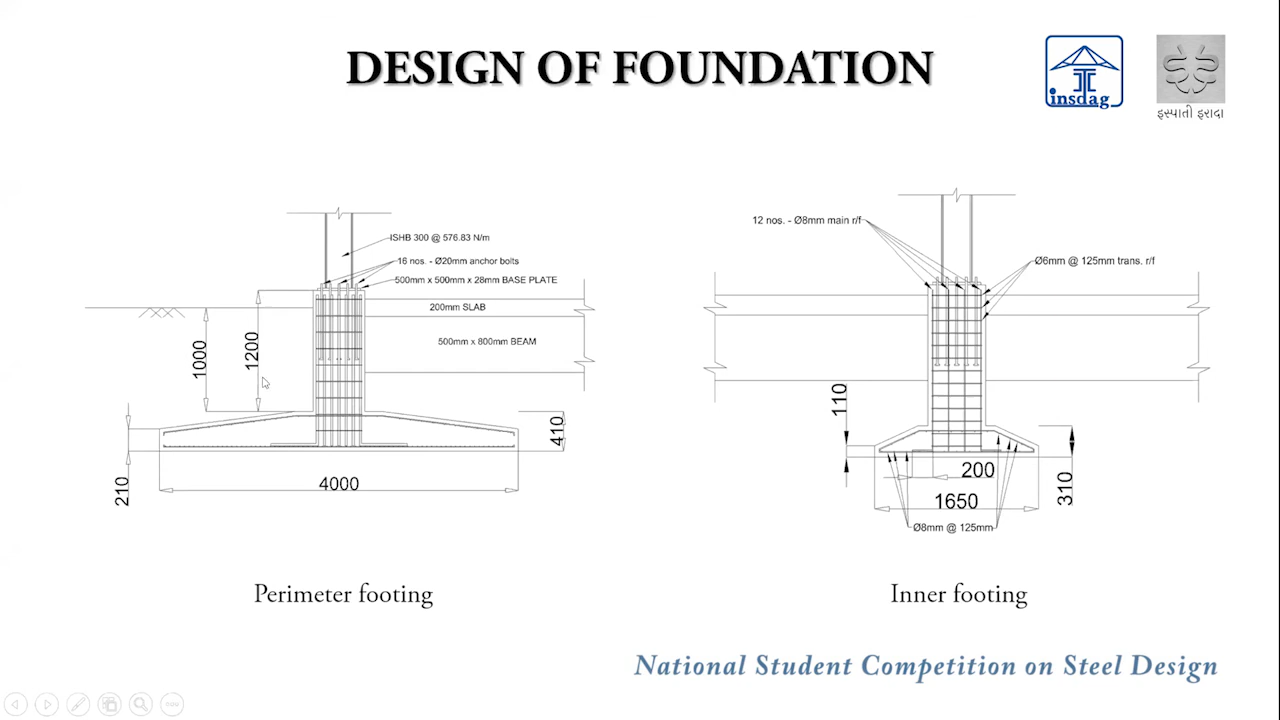 DESIGN OF FOUNDATION
insdag
इस्पाती इरादा
ISHB 300 @ 576.83 N/m
16 nos. - Ø20mm anchor bolts
500mm x 500mm x 28mm BASE PLATE
200mm SLAB
500mm x 800mm BEAM
1000
1200
410
210
4000
12 nos. - Ø8mm main r/f
Ø6mm @ 125mm trans. r/f
110
200
1650
310
Ø8mm @ 125mm
Perimeter footing
Inner footing
National Student Competition on Steel Design